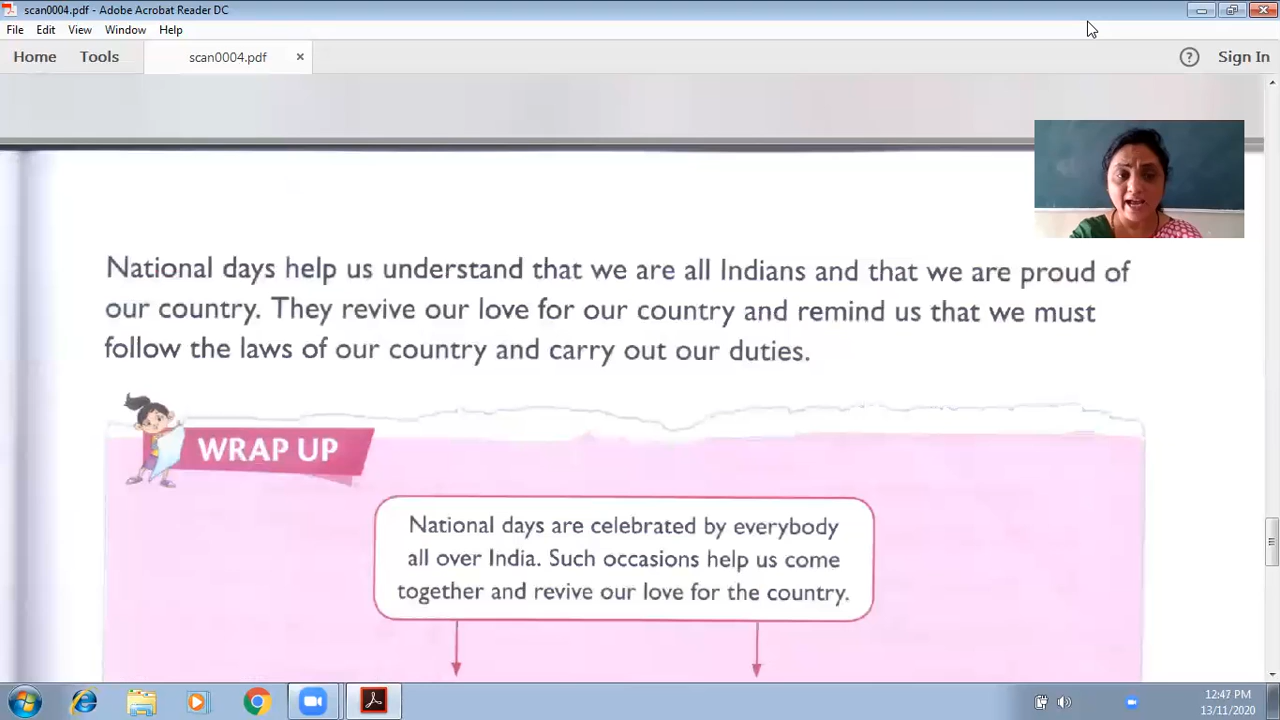 scan0004.pdf - Adobe Acrobat Reader DC
File Edit View Window Help
Home Tools scan0004.pdf × ? Sign In
National days help us understand that we are all Indians and that we are proud of
our country. They revive our love for our country and remind us that we must
follow the laws of our country and carry out our duties.
WRAP UP
National days are celebrated by everybody
all over India. Such occasions help us come
together and revive our love for the country.
12:47 PM
13/11/2020